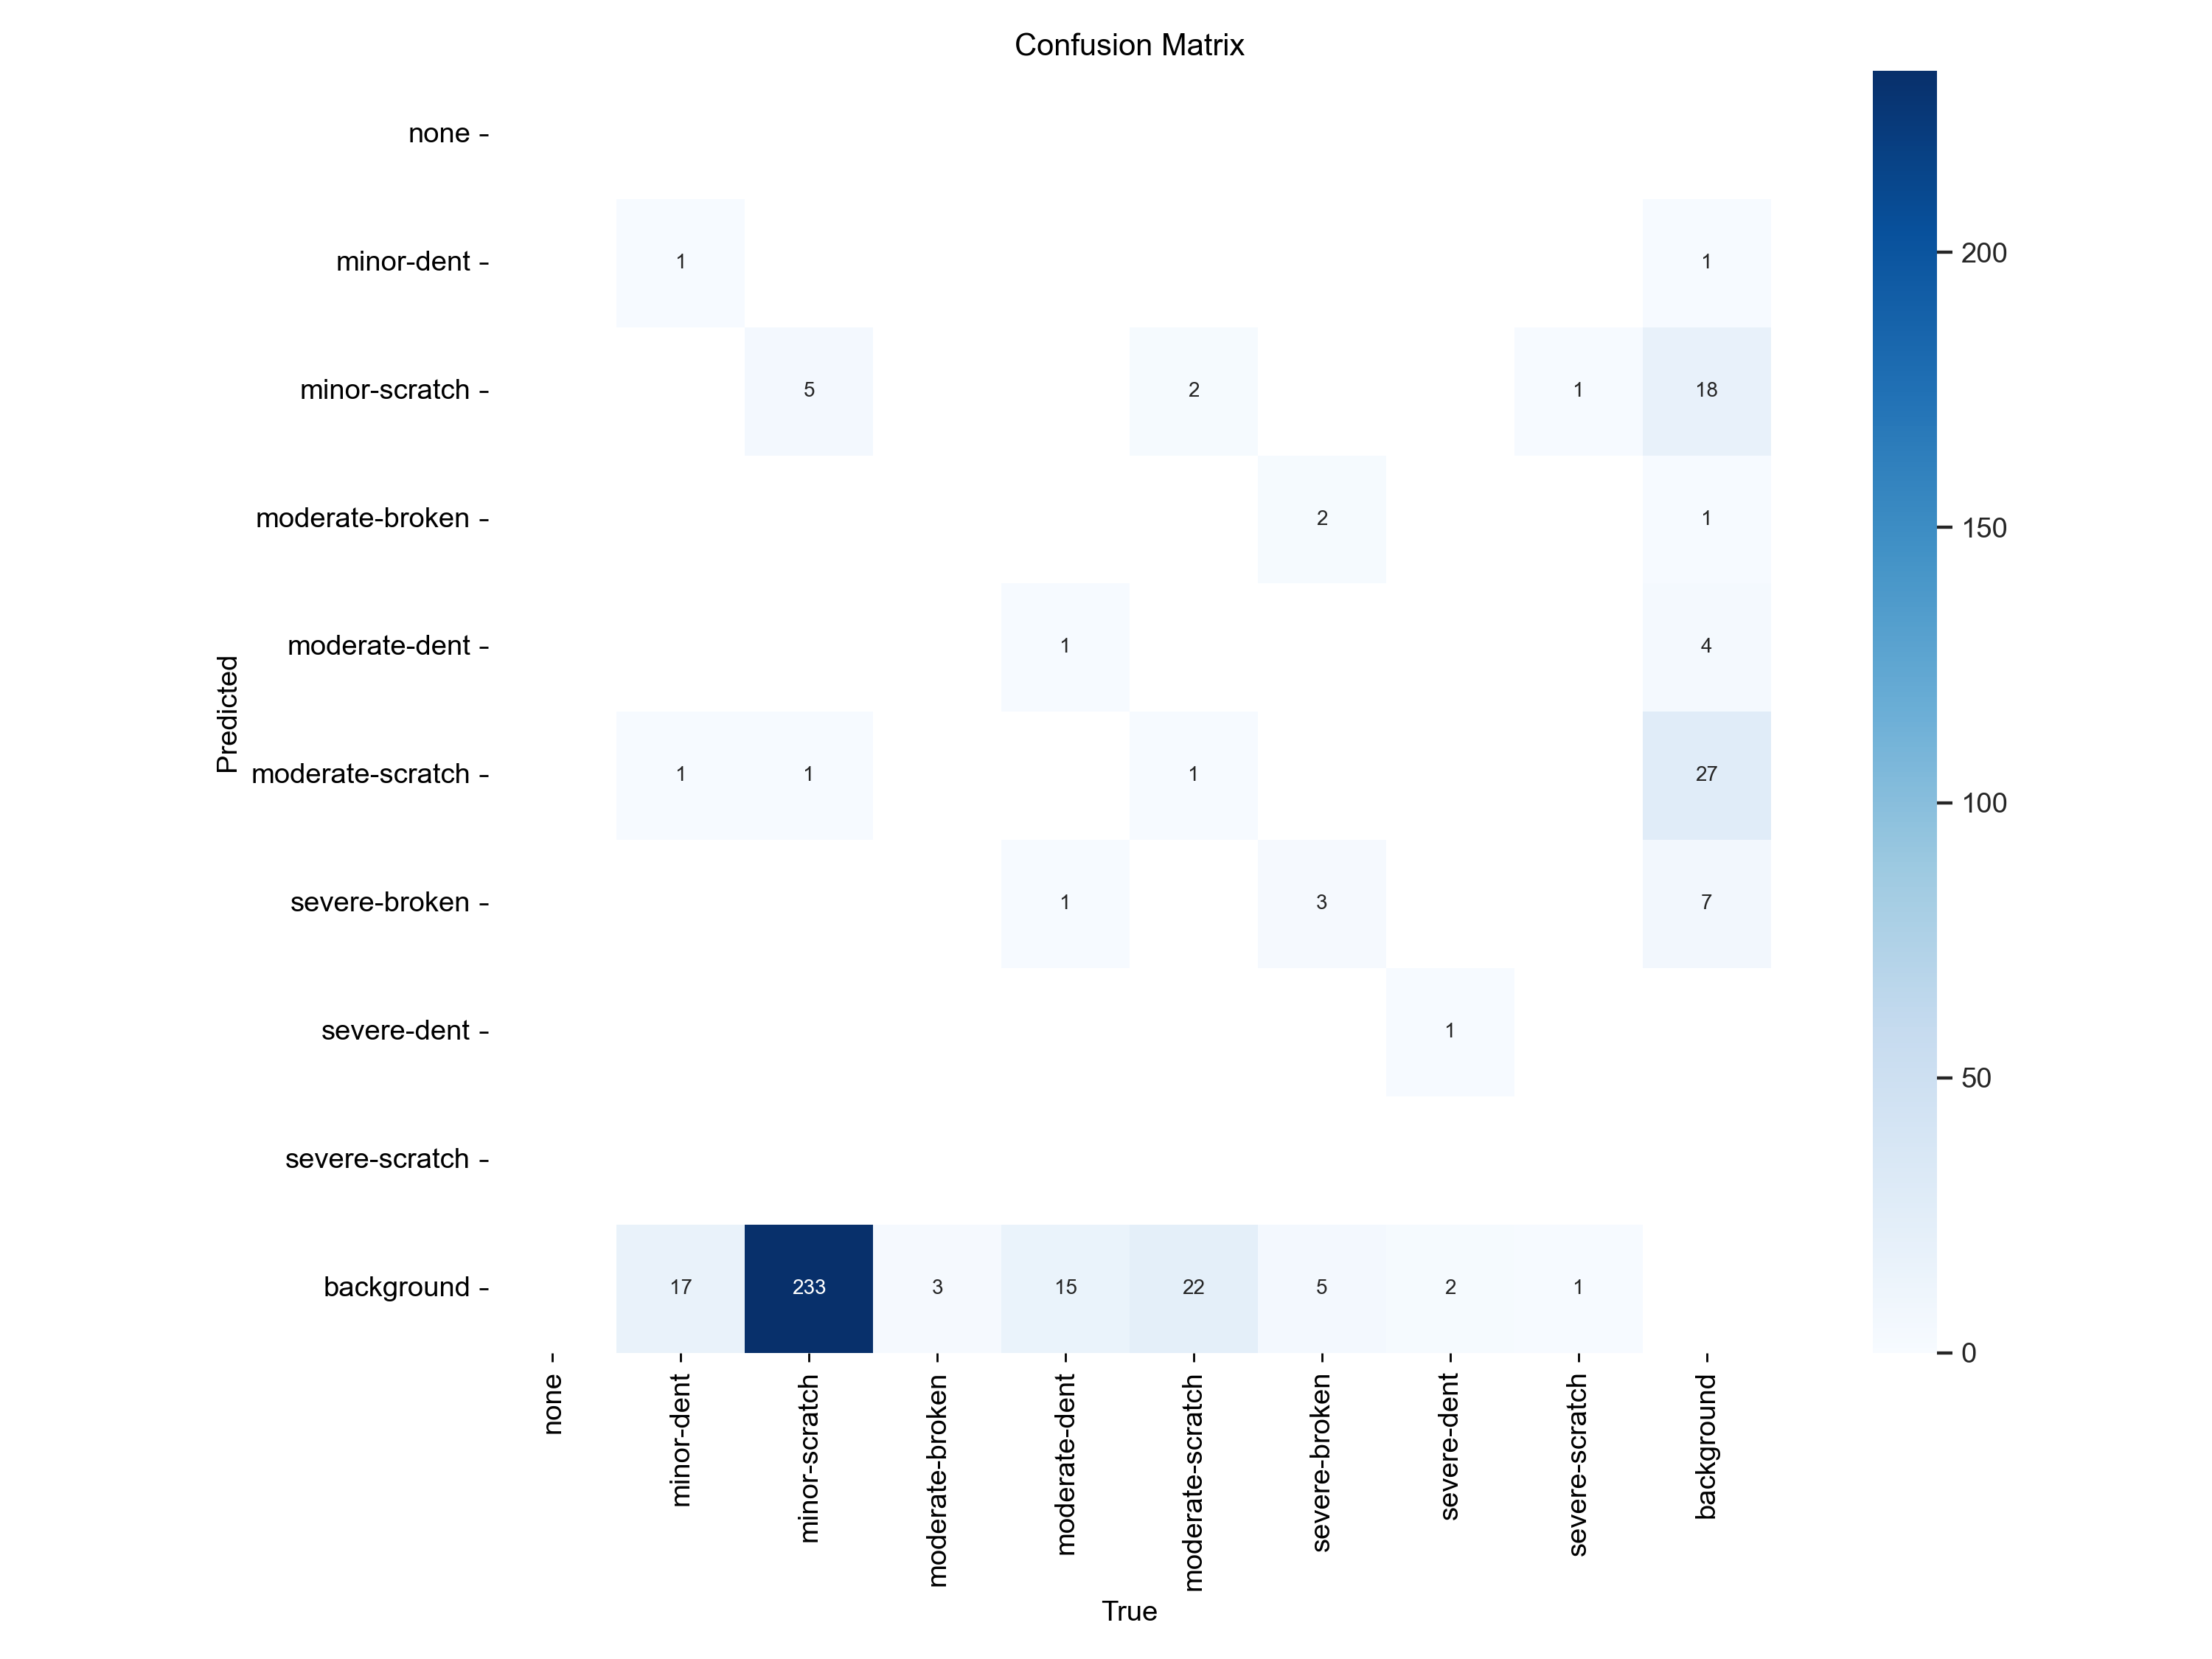 Confusion Matrix
none
minor-dent 1 1
minor-scratch 5 2 1 18
moderate-broken 2 1
moderate-dent 1 4
moderate-scratch 1 1 1 27
severe-broken 1 3 7
severe-dent 1
severe-scratch
background 17 233 3 15 22 5 2 1
Predicted
none minor-dent minor-scratch moderate-broken moderate-dent moderate-scratch severe-broken severe-dent severe-scratch background
True
200
150
100
50
0